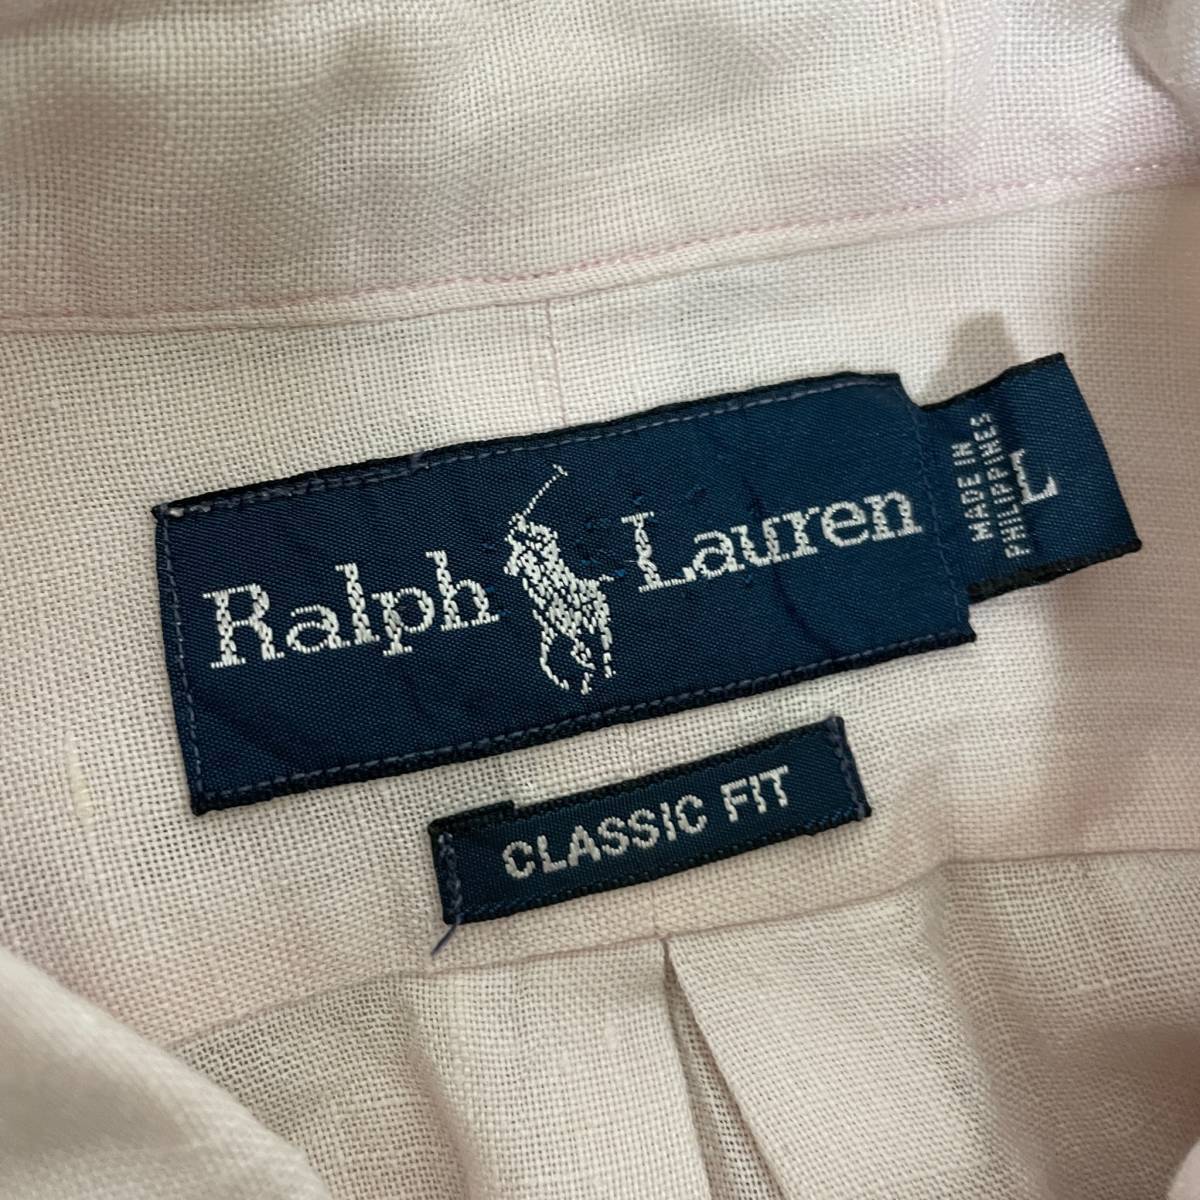 Ralph Lauren
MADE IN
PHILIPPINES
L
CLASSIC FIT